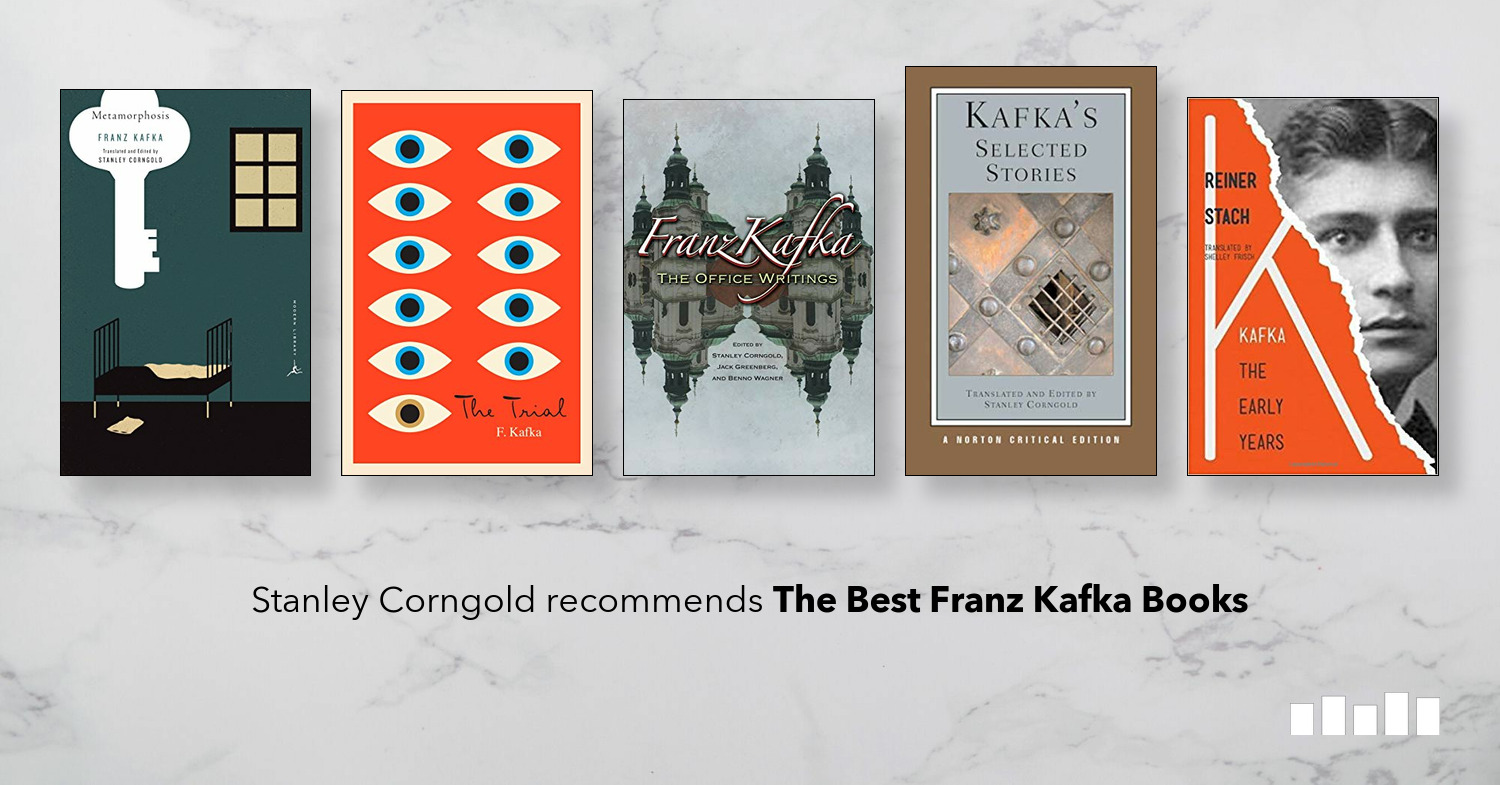 Metamorphosis
FRANZ KAFKA
Translated and Edited by
STANLEY CORNGOLD
MODERN LIBRARY
The Trial
F. Kafka
Franz Kafka
THE OFFICE WRITINGS
EDITED BY
STANLEY CORNGOLD,
JACK GREENBERG,
AND BENNO WAGNER
KAFKA'S
SELECTED
STORIES
TRANSLATED AND EDITED BY
STANLEY CORNGOLD
A NORTON CRITICAL EDITION
REINER
STACH
TRANSLATED BY
SHELLEY FRISCH
K
KAFKA
THE
EARLY
YEARS
Stanley Corngold recommends The Best Franz Kafka Books